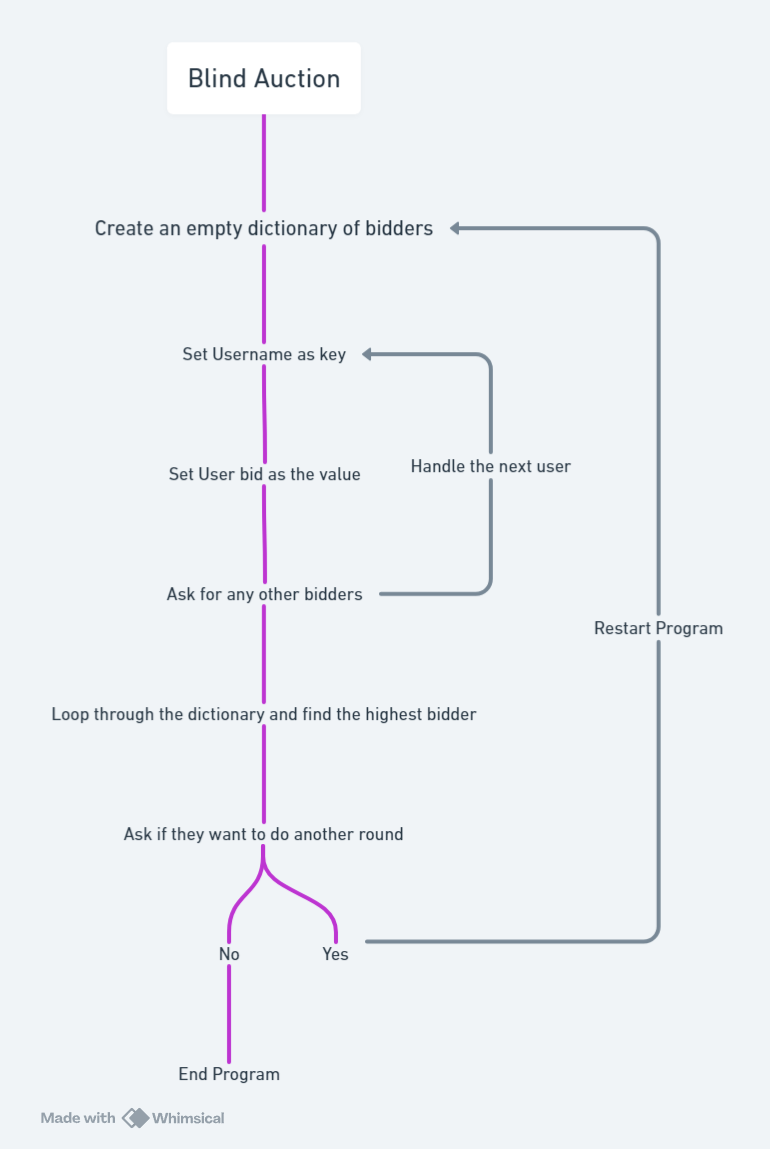 Blind Auction
Create an empty dictionary of bidders
Set Username as key
Set User bid as the value
Handle the next user
Ask for any other bidders
Restart Program
Loop through the dictionary and find the highest bidder
Ask if they want to do another round
No
Yes
End Program
Made with Whimsical